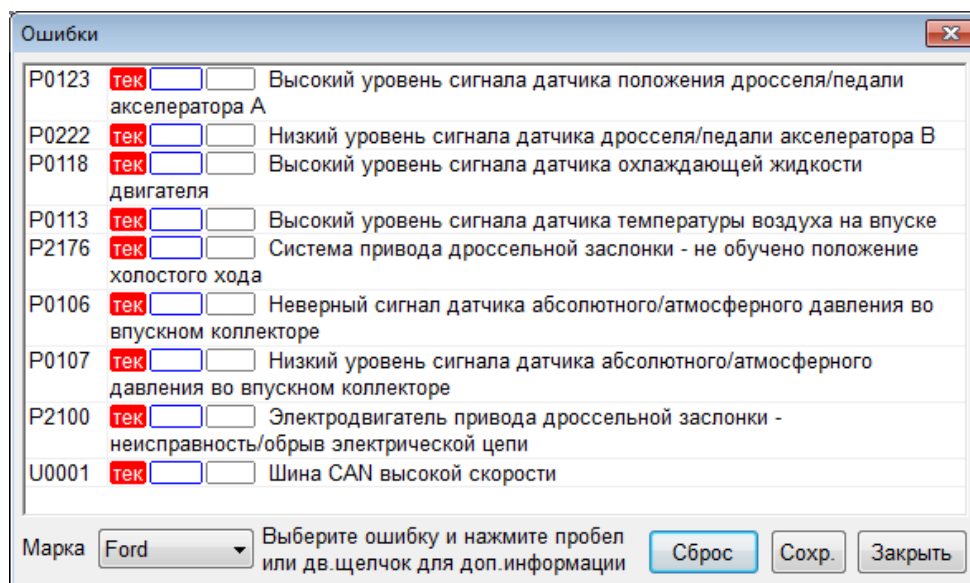 Ошибки
P0123 тек Высокий уровень сигнала датчика положения дросселя/педали
акселератора А
P0222 тек Низкий уровень сигнала датчика дросселя/педали акселератора В
P0118 тек Высокий уровень сигнала датчика охлаждающей жидкости
двигателя
P0113 тек Высокий уровень сигнала датчика температуры воздуха на впуске
P2176 тек Система привода дроссельной заслонки - не обучено положение
холостого хода
P0106 тек Неверный сигнал датчика абсолютного/атмосферного давления во
впускном коллекторе
P0107 тек Низкий уровень сигнала датчика абсолютного/атмосферного
давления во впускном коллекторе
P2100 тек Электродвигатель привода дроссельной заслонки -
неисправность/обрыв электрической цепи
U0001 тек Шина CAN высокой скорости
Марка Ford Выберите ошибку и нажмите пробел
или дв.щелчок для доп.информации
Сброс Сохр. Закрыть